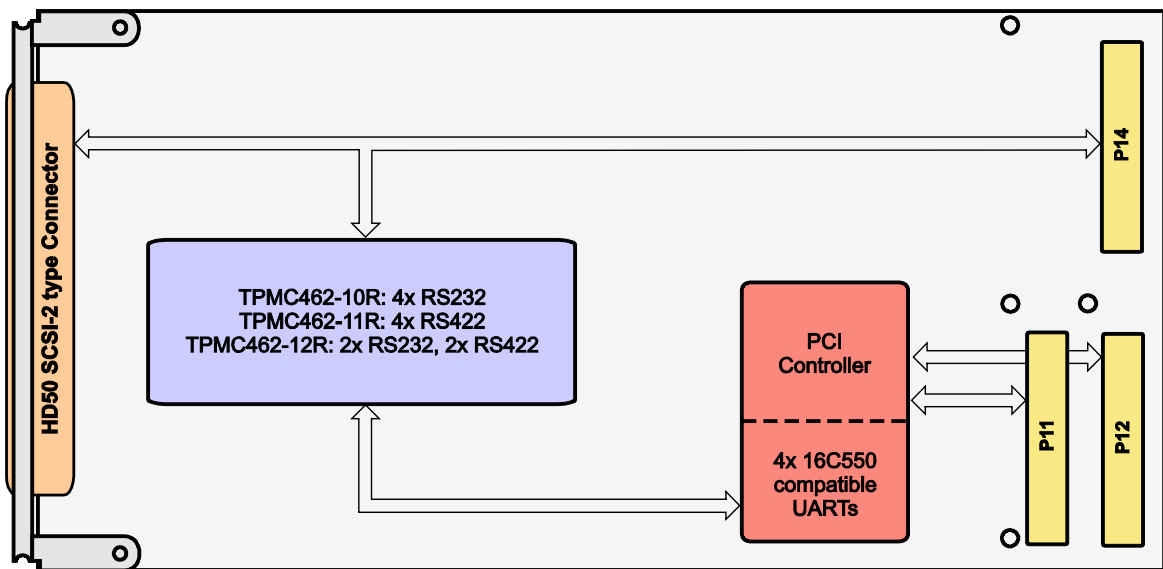 HD50 SCSI-2 type Connector
P14
TPMC462-10R: 4x RS232
TPMC462-11R: 4x RS422
TPMC462-12R: 2x RS232, 2x RS422
PCI
Controller
4x 16C550
compatible
UARTs
P11
P12